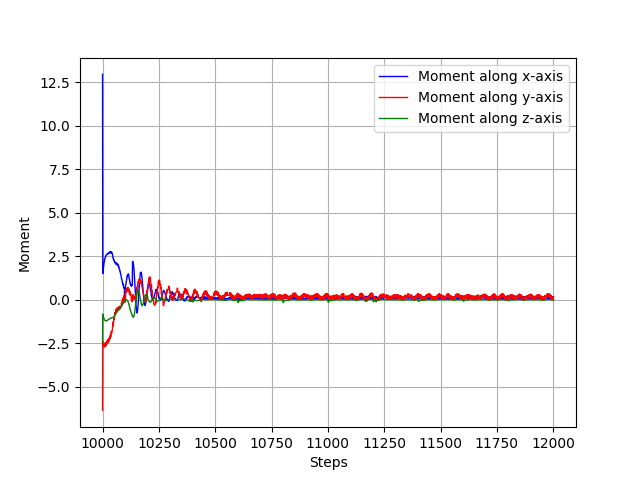 12.5
10.0
7.5
5.0
2.5
0.0
−2.5
−5.0
Moment
Moment along x-axis
Moment along y-axis
Moment along z-axis
10000 10250 10500 10750 11000 11250 11500 11750 12000
Steps